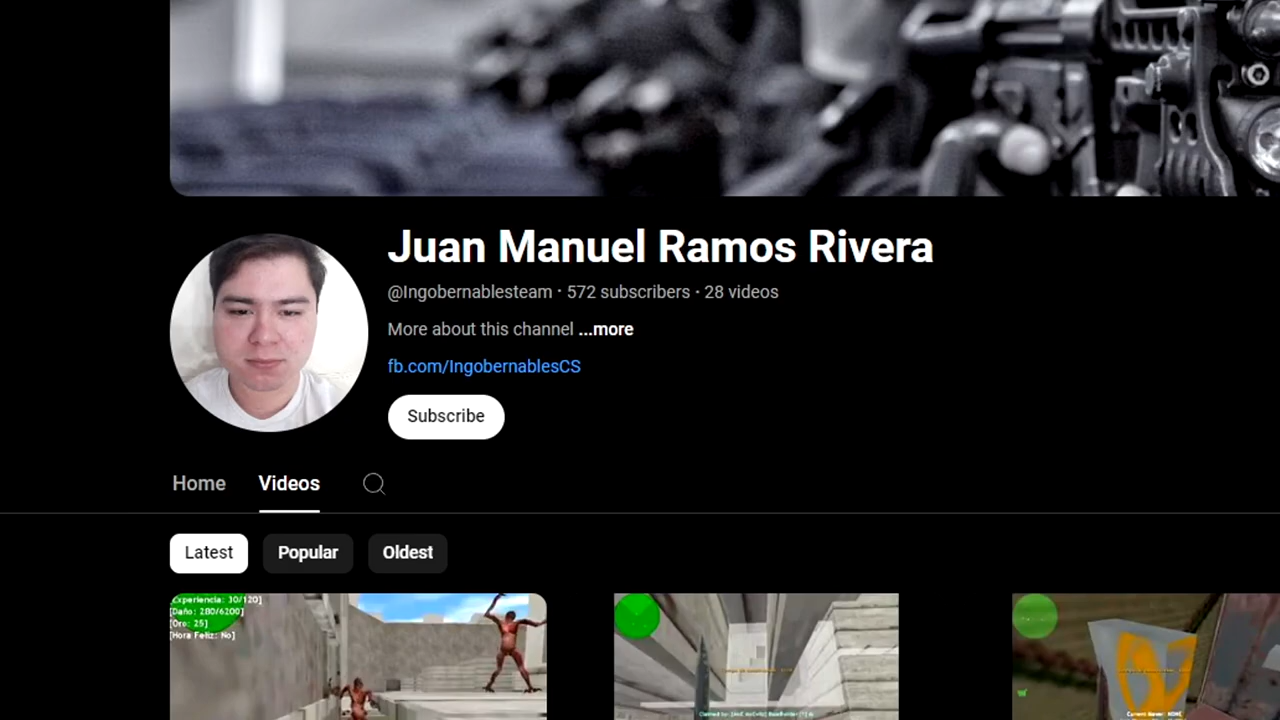 Juan Manuel Ramos Rivera
@Ingobernablesteam · 572 subscribers · 28 videos
More about this channel ...more
fb.com/IngobernablesCS
Subscribe
Home Videos
Latest Popular Oldest
Experiencia: 30/120]
[Daño: 280/6200]
[Oro: 25]
[Hora Feliz: No]